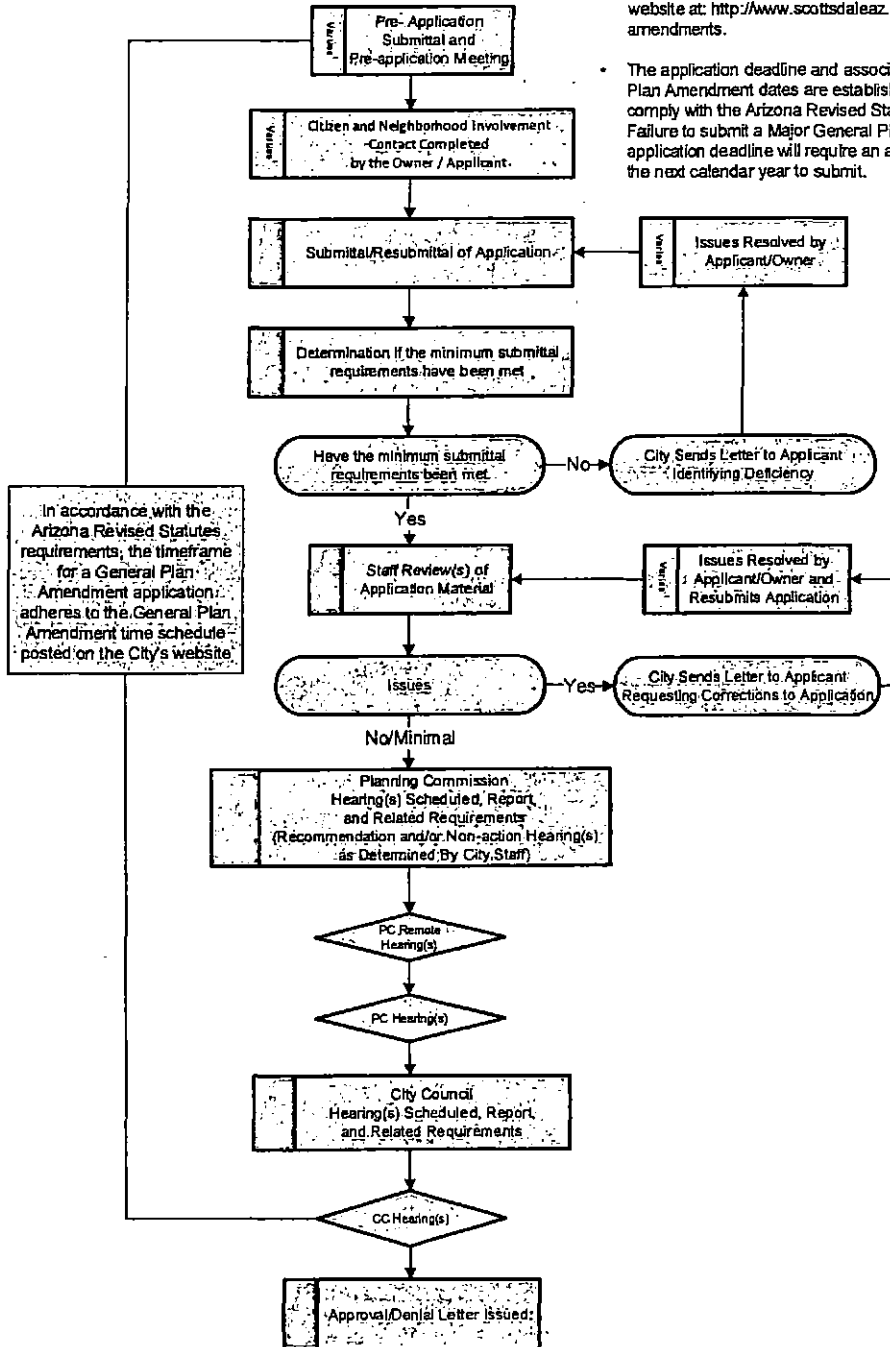 website at: http://www.scottsdaleaz.
amendments.
• The application deadline and associ
Plan Amendment dates are establis
comply with the Arizona Revised Sta
Failure to submit a Major General Pl
application deadline will require an a
the next calendar year to submit.
Pre- Application
Submittal and
Pre-application Meeting
Varies
Citizen and Neighborhood Involvement
Contact Completed
by the Owner / Applicant
Varies
Submittal/Resubmittal of Application
Issues Resolved by
Applicant/Owner
Varies
Determination if the minimum submittal
requirements have been met
Have the minimum submittal
requirements been met
No
City Sends Letter to Applicant
Identifying Deficiency
Yes
In accordance with the
Arizona Revised Statutes
requirements, the timeframe
for a General Plan
Amendment application
adheres to the General Plan
Amendment time schedule
posted on the City's website
Staff Review(s) of
Application Material
Issues Resolved by
Applicant/Owner and
Resubmits Application
Varies
Issues
Yes
City Sends Letter to Applicant
Requesting Corrections to Application
No/Minimal
Planning Commission
Hearing(s) Scheduled, Report,
and Related Requirements
(Recommendation and/or Non-action Hearing(s)
as Determined By City Staff)
PC Remote
Hearing(s)
PC Hearing(s)
City Council
Hearing(s) Scheduled, Report,
and Related Requirements
CC Hearing(s)
Approval/Denial Letter Issued